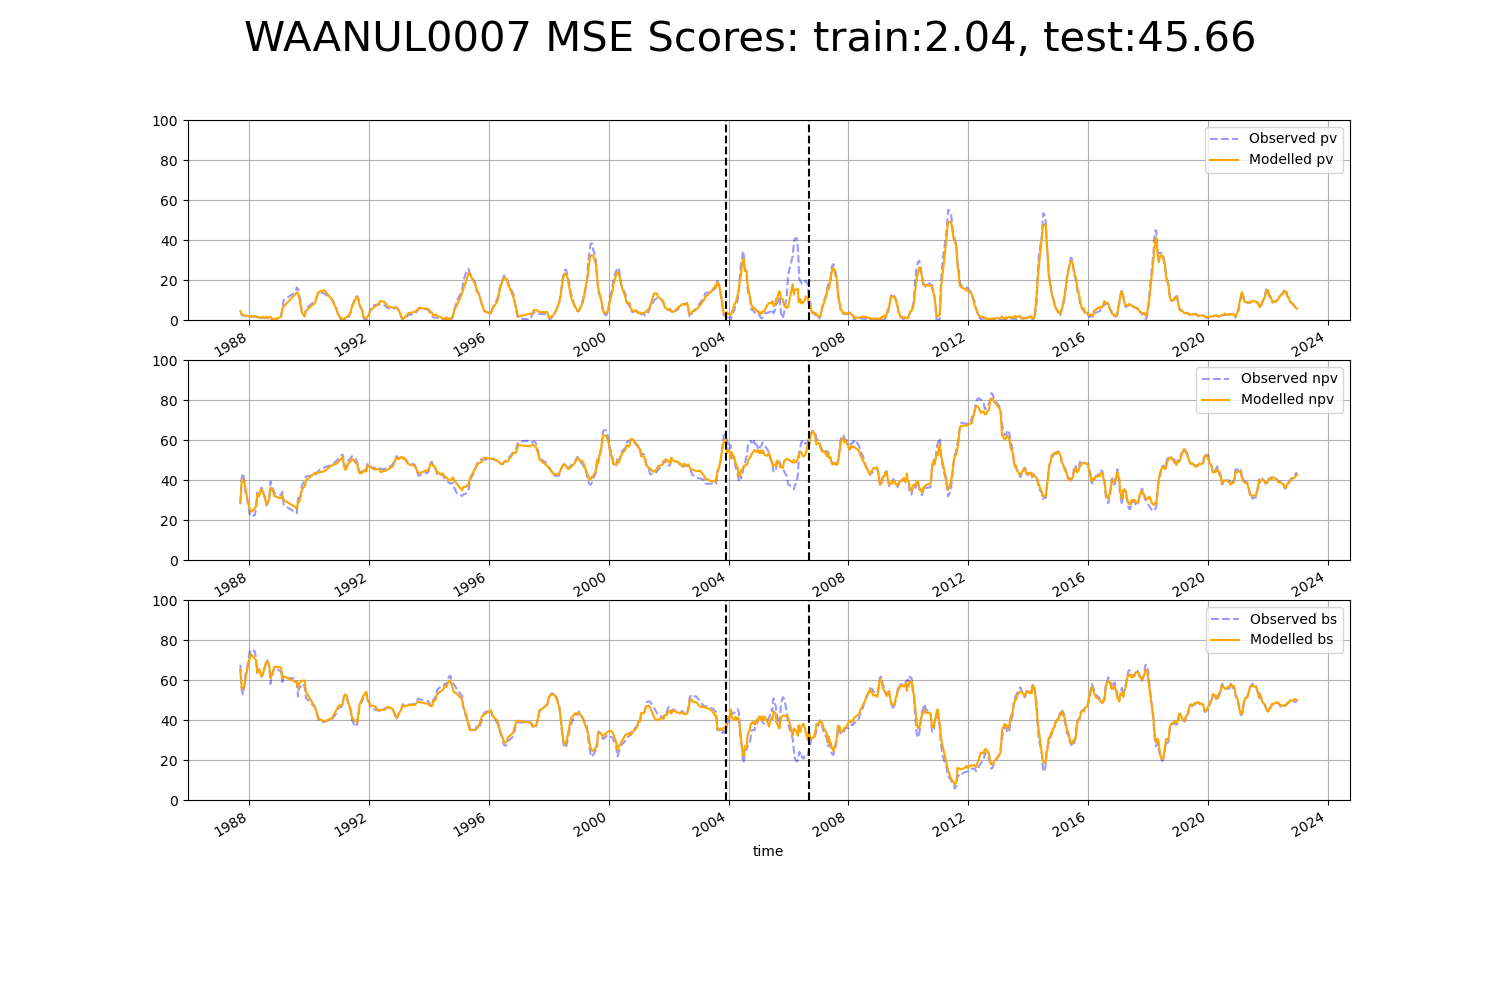 WAANUL0007 MSE Scores: train:2.04, test:45.66
100
80
60
40
20
0
Observed pv
Modelled pv
1988 1992 1996 2000 2004 2008 2012 2016 2020 2024
100
80
60
40
20
0
Observed npv
Modelled npv
1988 1992 1996 2000 2004 2008 2012 2016 2020 2024
100
80
60
40
20
0
Observed bs
Modelled bs
1988 1992 1996 2000 2004 2008 2012 2016 2020 2024
time